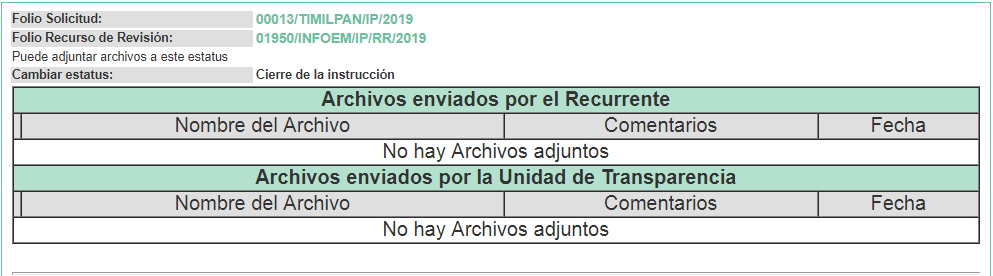 Folio Solicitud: 00013/TIMILPAN/IP/2019
Folio Recurso de Revisión: 01950/INFOEM/IP/RR/2019
Puede adjuntar archivos a este estatus
Cambiar estatus: Cierre de la instrucción
Archivos enviados por el Recurrente
Nombre del Archivo Comentarios Fecha
No hay Archivos adjuntos
Archivos enviados por la Unidad de Transparencia
Nombre del Archivo Comentarios Fecha
No hay Archivos adjuntos